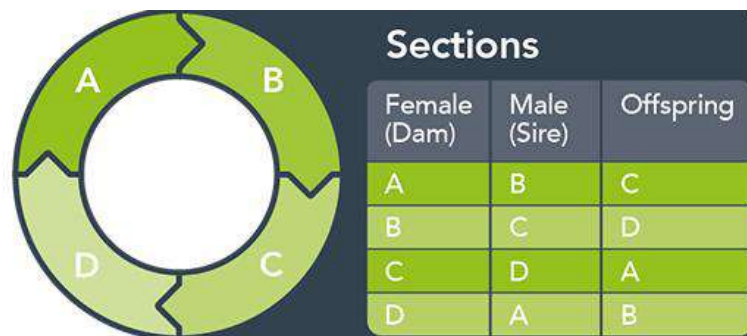 A
B
D
C
Sections
Female (Dam) Male (Sire) Offspring
A B C
B C D
C D A
D A B